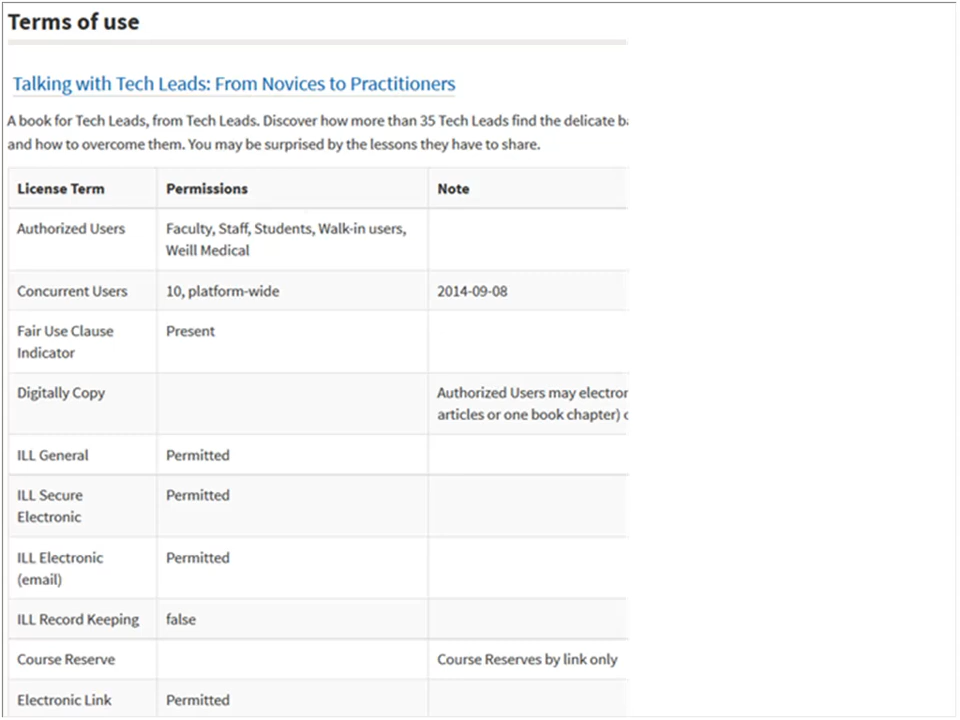 Terms of use
Talking with Tech Leads: From Novices to Practitioners
A book for Tech Leads, from Tech Leads. Discover how more than 35 Tech Leads find the delicate
and how to overcome them. You may be surprised by the lessons they have to share.
License Term Permissions Note
Authorized Users Faculty, Staff, Students, Walk-in users,
Weill Medical
Concurrent Users 10, platform-wide 2014-09-08
Fair Use Clause Present
Indicator
Digitally Copy Authorized Users may
articles or one book chapter)
ILL General Permitted
ILL Secure Permitted
Electronic
ILL Electronic Permitted
(email)
ILL Record Keeping false
Course Reserve Course Reserves by link only
Electronic Link Permitted